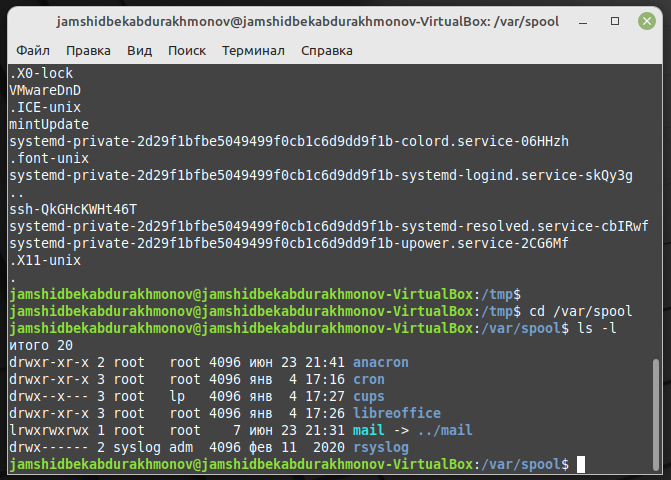 jamshidbekabdurakhmonov@jamshidbekabdurakhmonov-VirtualBox: /var/spool
Файл Правка Вид Поиск Терминал Справка
.X0-lock
VMwareDnD
.ICE-unix
mintUpdate
systemd-private-2d29f1bfbe5049499f0cb1c6d9dd9f1b-colord.service-06HHzh
.font-unix
systemd-private-2d29f1bfbe5049499f0cb1c6d9dd9f1b-systemd-logind.service-skQy3g
..
ssh-QkGHcKWHt46T
systemd-private-2d29f1bfbe5049499f0cb1c6d9dd9f1b-systemd-resolved.service-cbIRwf
systemd-private-2d29f1bfbe5049499f0cb1c6d9dd9f1b-upower.service-2CG6Mf
.X11-unix
.
jamshidbekabdurakhmonov@jamshidbekabdurakhmonov-VirtualBox:/tmp$
jamshidbekabdurakhmonov@jamshidbekabdurakhmonov-VirtualBox:/tmp$ cd /var/spool
jamshidbekabdurakhmonov@jamshidbekabdurakhmonov-VirtualBox:/var/spool$ ls -l
итого 20
drwxr-xr-x 2 root   root 4096 июн 23 21:41 anacron
drwxr-xr-x 3 root   root 4096 янв  4 17:16 cron
drwx--x--- 3 root   lp   4096 янв  4 17:27 cups
drwxr-xr-x 3 root   root 4096 янв  4 17:26 libreoffice
lrwxrwxrwx 1 root   root    7 июн 23 21:31 mail -> ../mail
drwx------ 2 syslog adm  4096 фев 11  2020 rsyslog
jamshidbekabdurakhmonov@jamshidbekabdurakhmonov-VirtualBox:/var/spool$